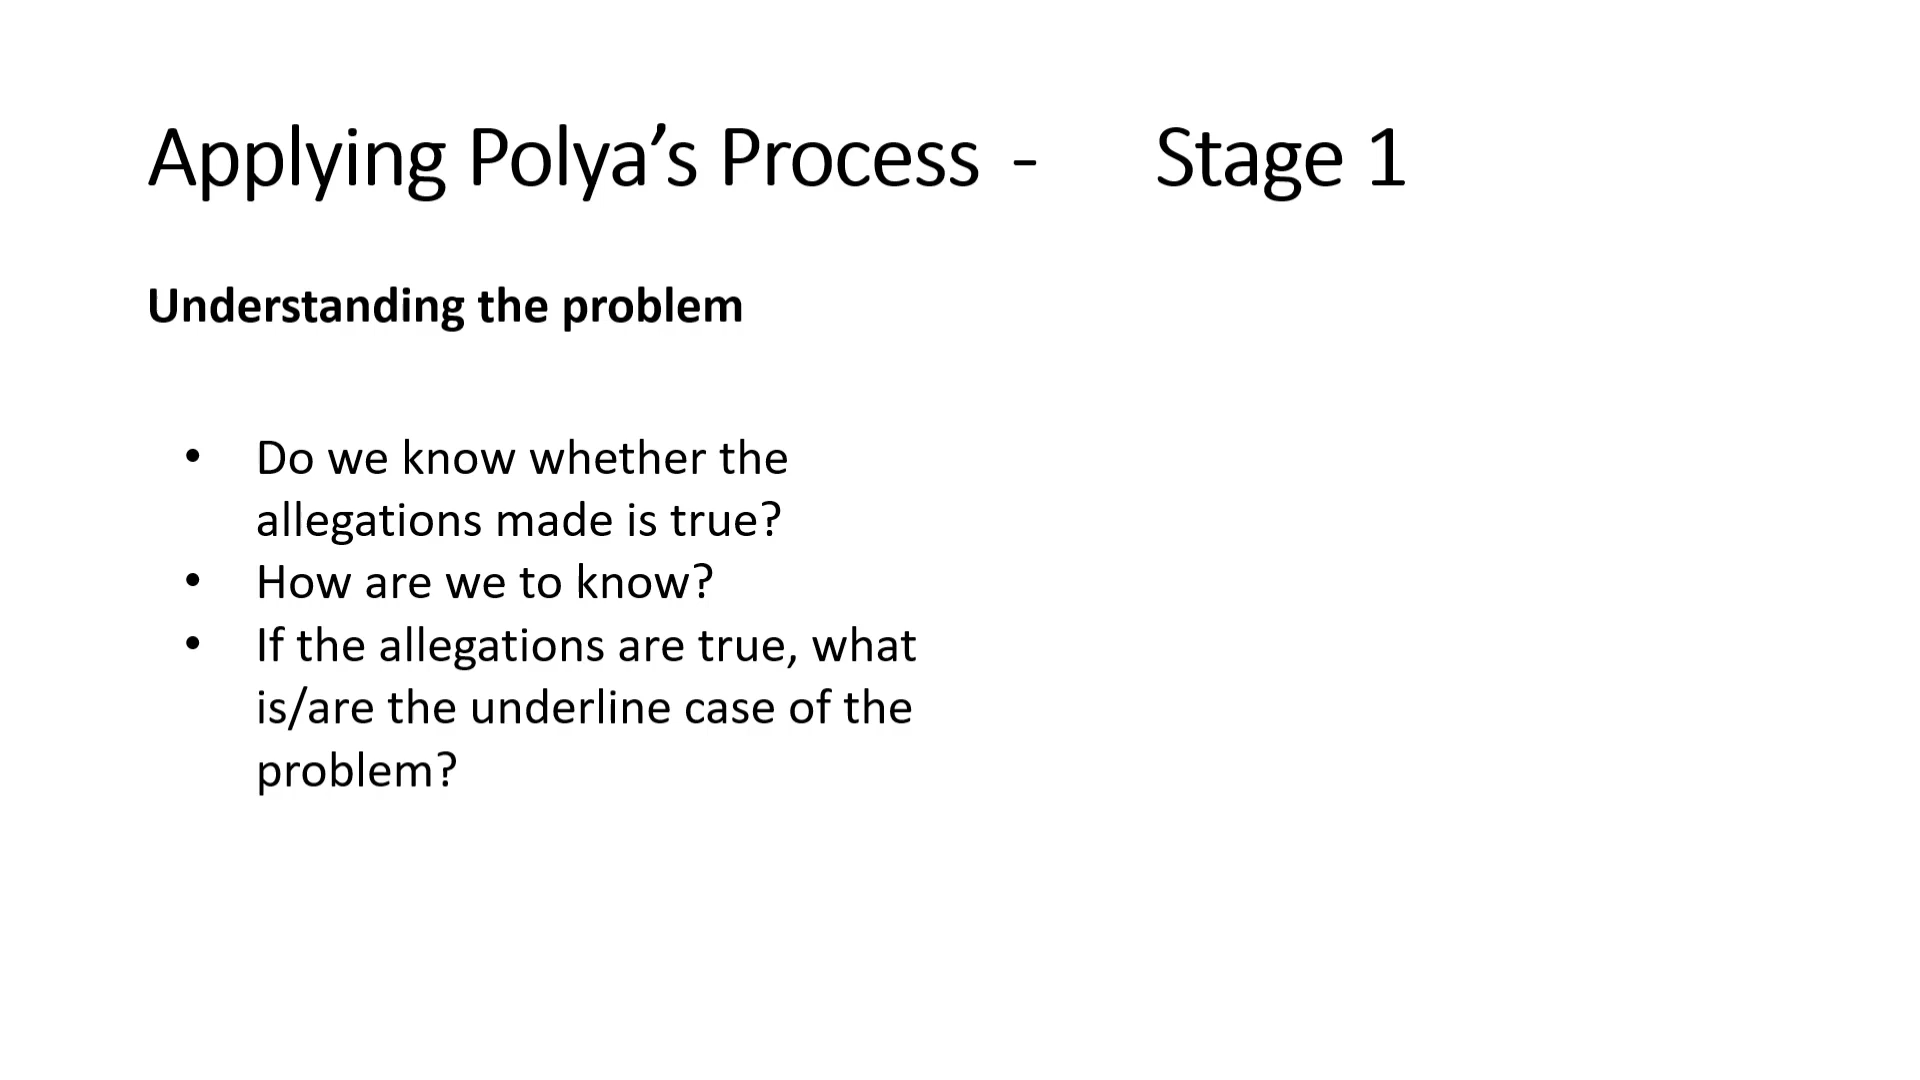 Applying Polya’s Process - Stage 1
Understanding the problem
• Do we know whether the
allegations made is true?
• How are we to know?
• If the allegations are true, what
is/are the underline case of the
problem?